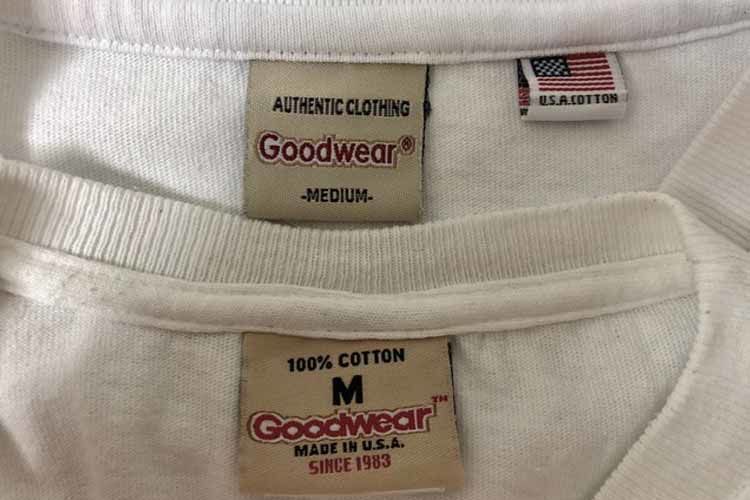 AUTHENTIC CLOTHING
Goodwear®
-MEDIUM-
U.S.A.COTTON
100% COTTON
M
Goodwear™
MADE IN U.S.A.
SINCE 1983